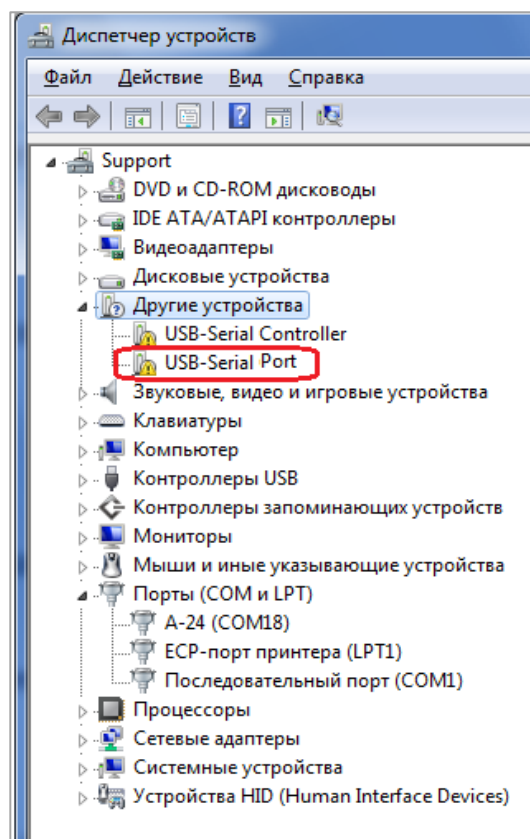 Диспетчер устройств
Файл Действие Вид Справка
Support
DVD и CD-ROM дисководы
IDE ATA/ATAPI контроллеры
Видеоадаптеры
Дисковые устройства
Другие устройства
USB-Serial Controller
USB-Serial Port
Звуковые, видео и игровые устройства
Клавиатуры
Компьютер
Контроллеры USB
Контроллеры запоминающих устройств
Мониторы
Мыши и иные указывающие устройства
Порты (COM и LPT)
А-24 (COM18)
ECP-порт принтера (LPT1)
Последовательный порт (COM1)
Процессоры
Сетевые адаптеры
Системные устройства
Устройства HID (Human Interface Devices)